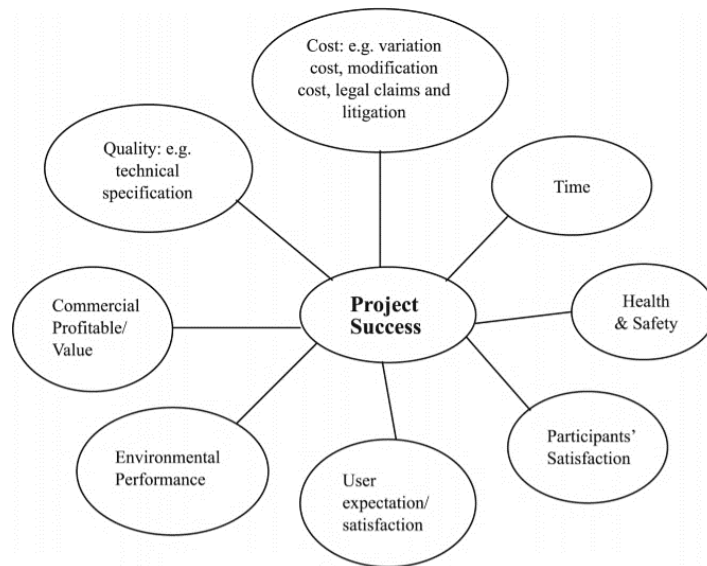 Cost: e.g. variation
cost, modification
cost, legal claims and
litigation
Quality: e.g.
technical
specification
Time
Project
Success
Commercial
Profitable/
Value
Health
& Safety
Environmental
Performance
User
expectation/
satisfaction
Participants’
Satisfaction